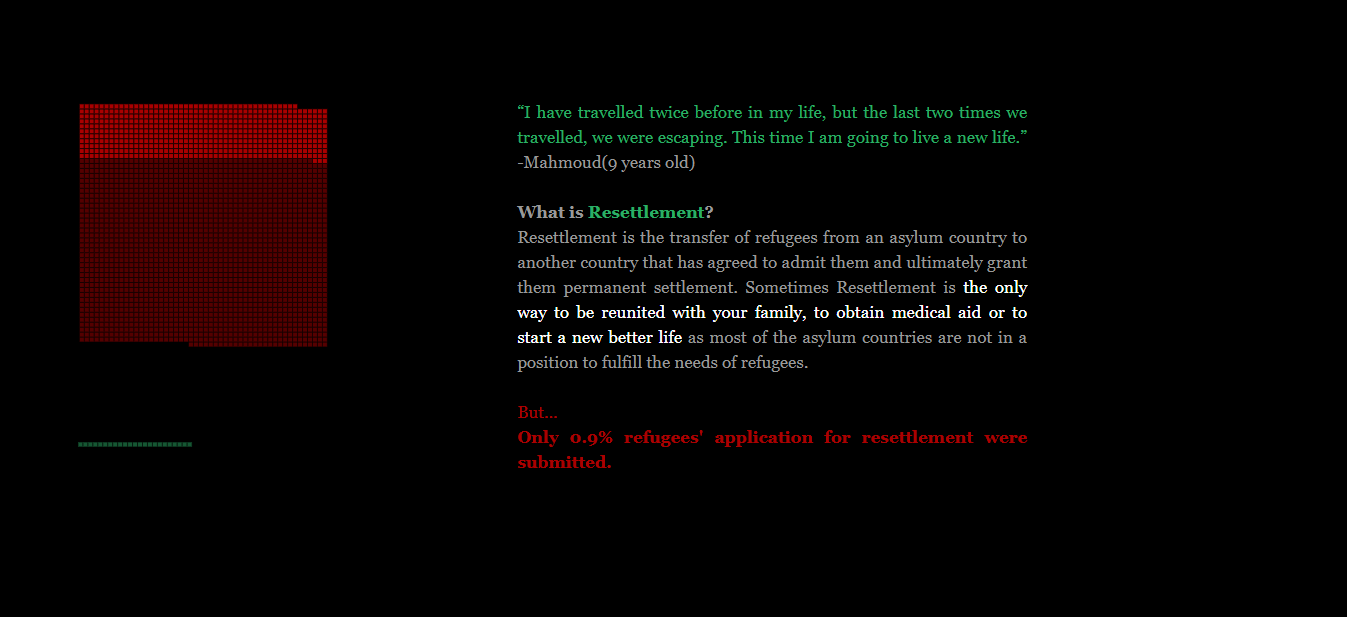 “I have travelled twice before in my life, but the last two times we
travelled, we were escaping. This time I am going to live a new life.”
-Mahmoud(9 years old)
What is Resettlement?
Resettlement is the transfer of refugees from an asylum country to
another country that has agreed to admit them and ultimately grant
them permanent settlement. Sometimes Resettlement is the only
way to be reunited with your family, to obtain medical aid or to
start a new better life as most of the asylum countries are not in a
position to fulfill the needs of refugees.
But...
Only 0.9% refugees' application for resettlement were
submitted.